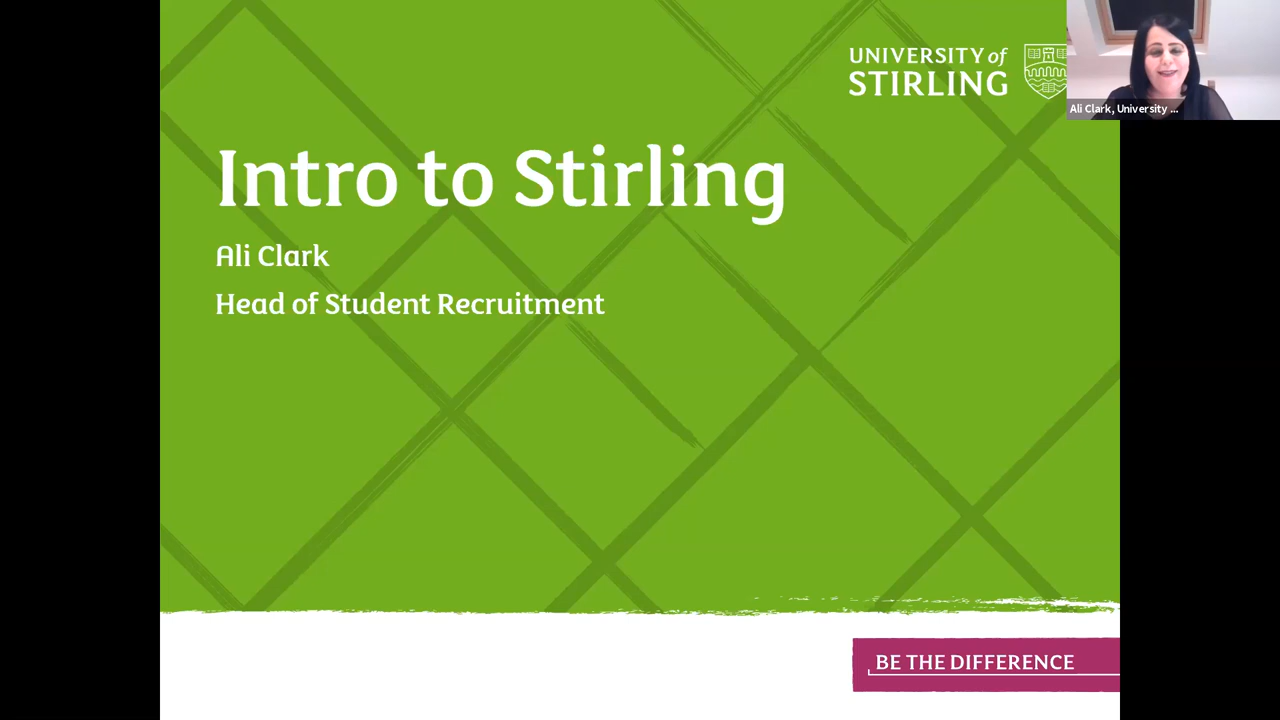 UNIVERSITY of
STIRLING
Ali Clark, University ...
Intro to Stirling
Ali Clark
Head of Student Recruitment
BE THE DIFFERENCE